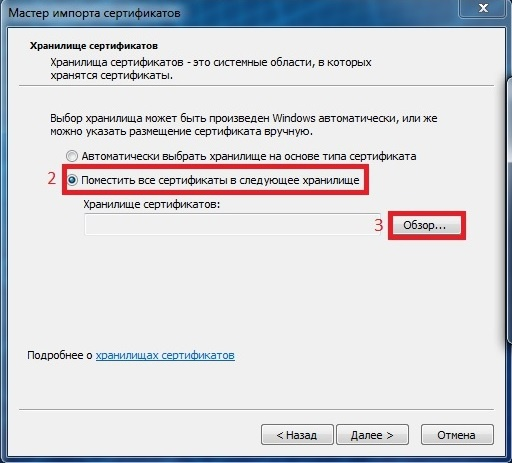 Мастер импорта сертификатов
X
Хранилище сертификатов
Хранилища сертификатов - это системные области, в которых
хранятся сертификаты.
Выбор хранилища может быть произведен Windows автоматически, или же
можно указать размещение сертификата вручную.
Автоматически выбрать хранилище на основе типа сертификата
2 Поместить все сертификаты в следующее хранилище
Хранилище сертификатов:
3 Обзор...
Подробнее о хранилищах сертификатов
< Назад Далее > Отмена